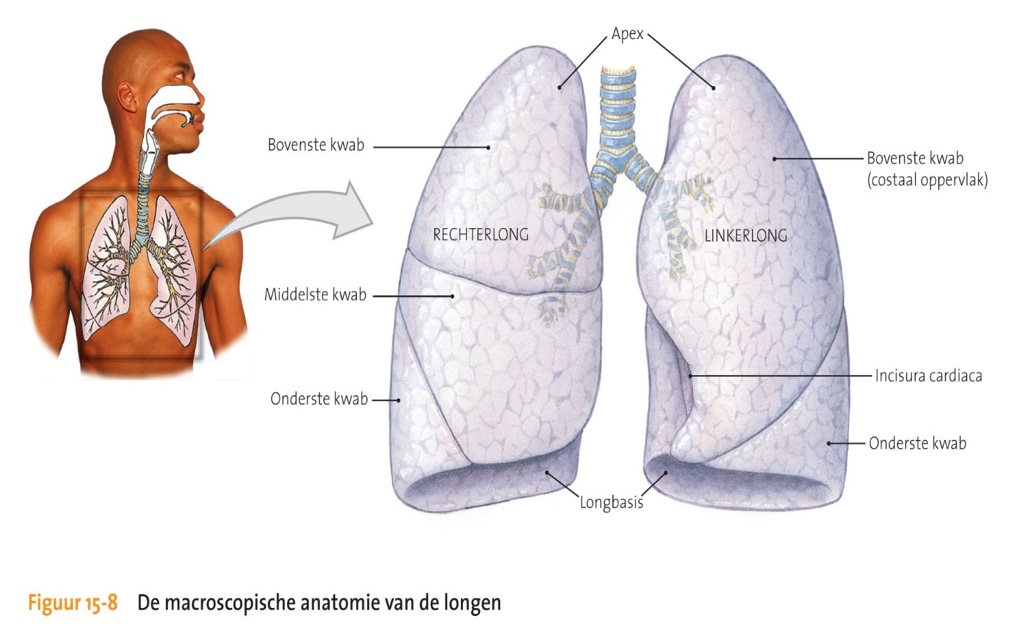 Apex
Bovenste kwab
Bovenste kwab
(costaal oppervlak)
RECHTERLONG
LINKERLONG
Middelste kwab
Incisura cardiaca
Onderste kwab
Onderste kwab
Longbasis
Figuur 15-8 De macroscopische anatomie van de longen